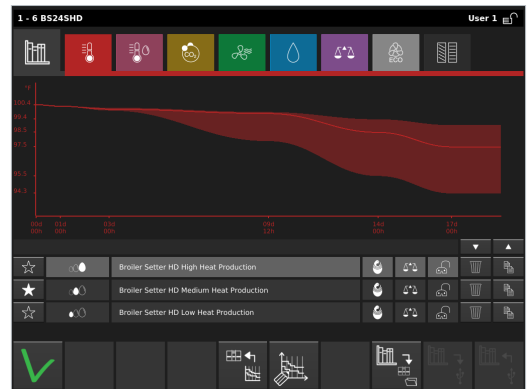 1 - 6 BS24SHD
User 1
CO₂
ECO
°F
100.4
99.4
98.5
97.5
95.5
94.5
00d 01d 03d 09d 14d 17d
00h 00h 00h 12h 00h 00h
Broiler Setter HD High Heat Production
Broiler Setter HD Medium Heat Production
Broiler Setter HD Low Heat Production